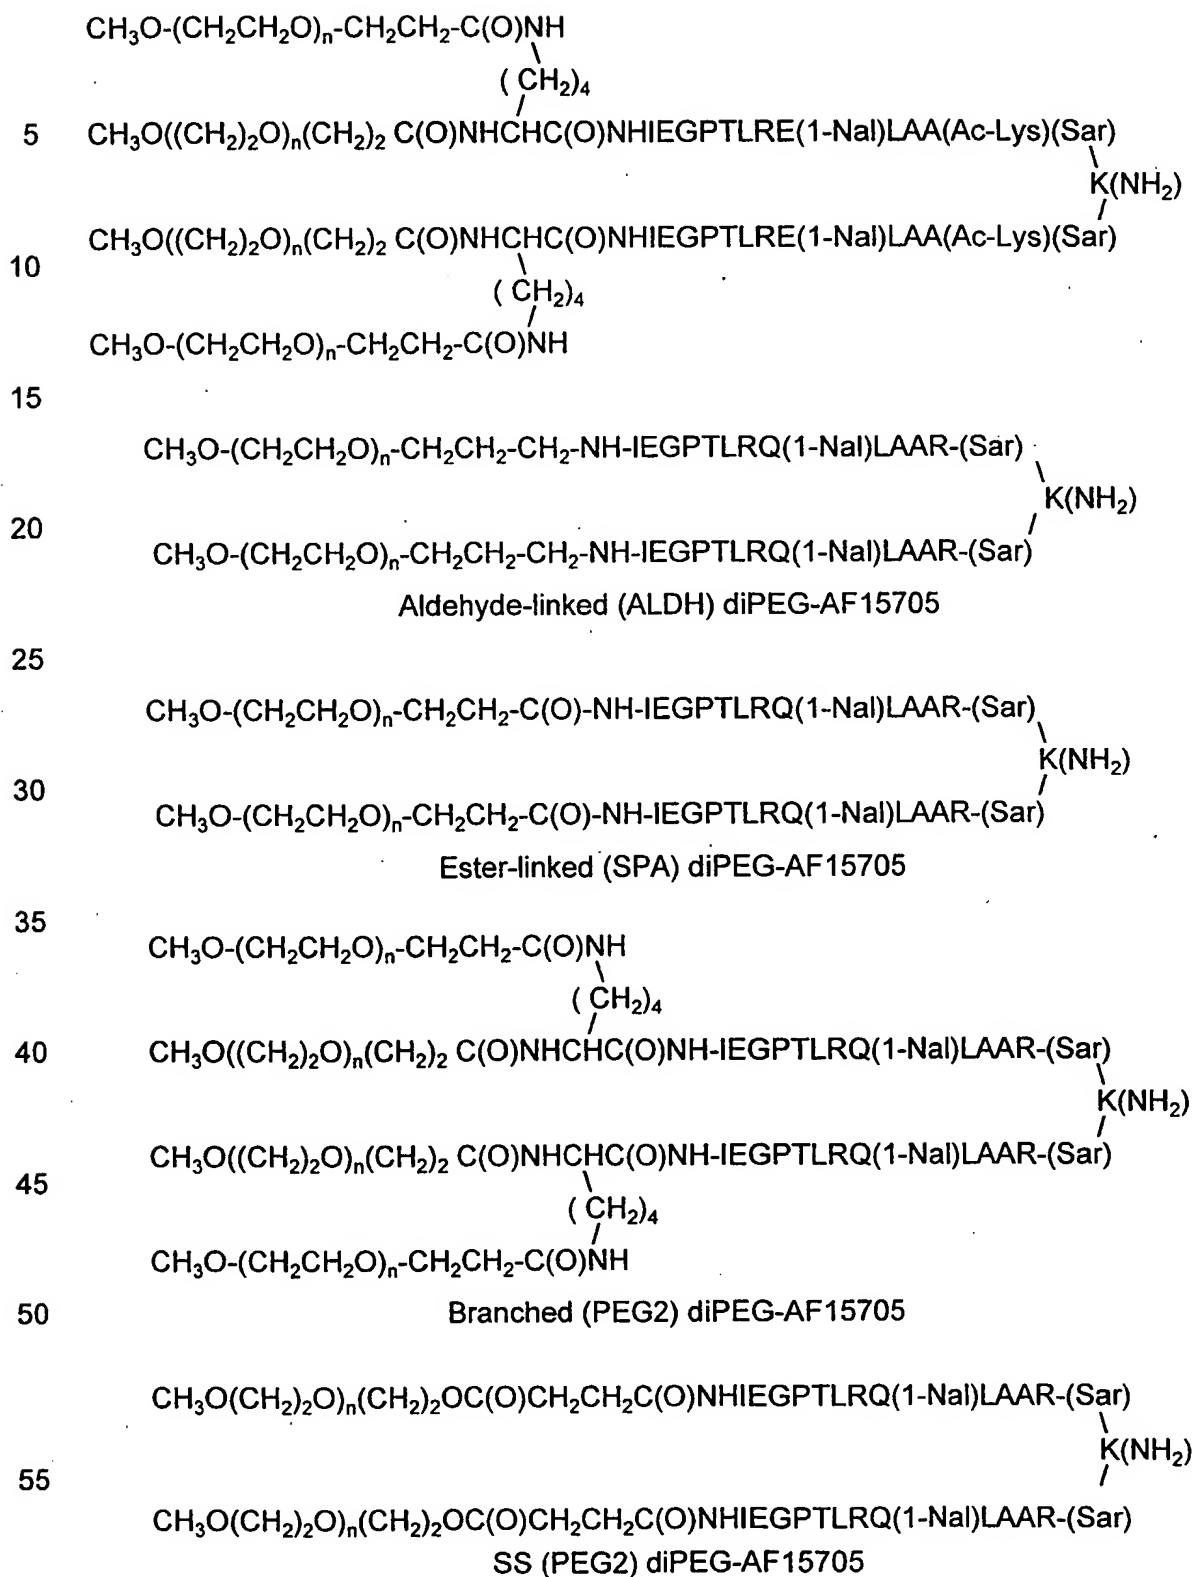 CH₃O-(CH₂CH₂O)ₙ-CH₂CH₂-C(O)NH
(CH₂)₄
5 CH₃O((CH₂)₂O)ₙ(CH₂)₂ C(O)NHCHC(O)NHIEGPTLRE(1-Nal)LAA(Ac-Lys)(Sar)
K(NH₂)
CH₃O((CH₂)₂O)ₙ(CH₂)₂ C(O)NHCHC(O)NHIEGPTLRE(1-Nal)LAA(Ac-Lys)(Sar)
10
(CH₂)₄
CH₃O-(CH₂CH₂O)ₙ-CH₂CH₂-C(O)NH
15
CH₃O-(CH₂CH₂O)ₙ-CH₂CH₂-CH₂-NH-IEGPTLRQ(1-Nal)LAAR-(Sar)
K(NH₂)
20
CH₃O-(CH₂CH₂O)ₙ-CH₂CH₂-CH₂-NH-IEGPTLRQ(1-Nal)LAAR-(Sar)
Aldehyde-linked (ALDH) diPEG-AF15705
25
CH₃O-(CH₂CH₂O)ₙ-CH₂CH₂-C(O)-NH-IEGPTLRQ(1-Nal)LAAR-(Sar)
K(NH₂)
30
CH₃O-(CH₂CH₂O)ₙ-CH₂CH₂-C(O)-NH-IEGPTLRQ(1-Nal)LAAR-(Sar)
Ester-linked (SPA) diPEG-AF15705
35
CH₃O-(CH₂CH₂O)ₙ-CH₂CH₂-C(O)NH
(CH₂)₄
40 CH₃O((CH₂)₂O)ₙ(CH₂)₂ C(O)NHCHC(O)NH-IEGPTLRQ(1-Nal)LAAR-(Sar)
K(NH₂)
CH₃O((CH₂)₂O)ₙ(CH₂)₂ C(O)NHCHC(O)NH-IEGPTLRQ(1-Nal)LAAR-(Sar)
45
(CH₂)₄
CH₃O-(CH₂CH₂O)ₙ-CH₂CH₂-C(O)NH
50 Branched (PEG2) diPEG-AF15705
CH₃O(CH₂)₂O)ₙ(CH₂)₂OC(O)CH₂CH₂C(O)NHIEGPTLRQ(1-Nal)LAAR-(Sar)
K(NH₂)
55
CH₃O(CH₂)₂O)ₙ(CH₂)₂OC(O)CH₂CH₂C(O)NHIEGPTLRQ(1-Nal)LAAR-(Sar)
SS (PEG2) diPEG-AF15705